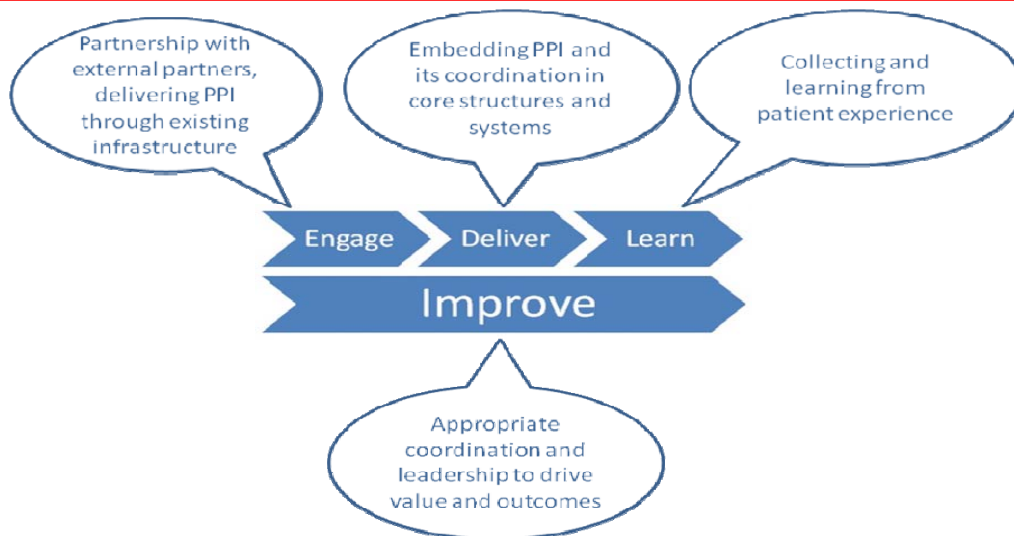 Partnership with
external partners,
delivering PPI
through existing
infrastructure
Embedding PPI and
its coordination in
core structures and
systems
Collecting and
learning from
patient experience
Engage
Deliver
Learn
Improve
Appropriate
coordination and
leadership to drive
value and outcomes